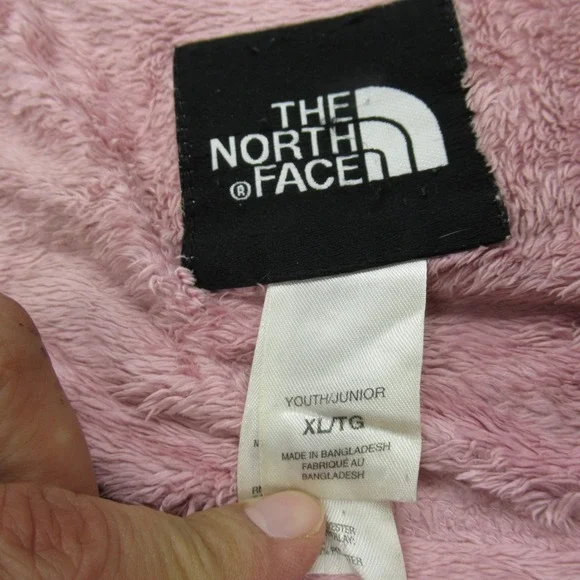 THE
NORTH
® FACE
YOUTH/JUNIOR
XL/TG
MADE IN BANGLADESH
FABRIQUÉ AU
BANGLADESH